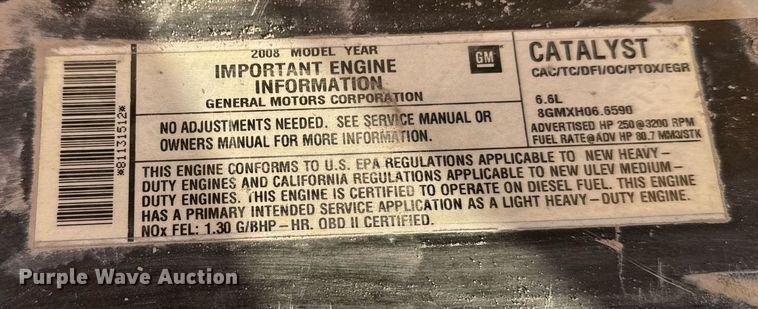 *81131512*
2008 MODEL YEAR
IMPORTANT ENGINE
INFORMATION
GENERAL MOTORS CORPORATION
GM
CATALYST
CAC/TC/DFI/OC/PTOX/EGR
6.6L
8GMXH06.6590
ADVERTISED HP 250@3200 RPM
FUEL RATE@ADV HP 80.7 MM3/STK
NO ADJUSTMENTS NEEDED. SEE SERVICE MANUAL OR
OWNERS MANUAL FOR MORE INFORMATION.
THIS ENGINE CONFORMS TO U.S. EPA REGULATIONS APPLICABLE TO NEW HEAVY-
DUTY ENGINES AND CALIFORNIA REGULATIONS APPLICABLE TO NEW ULEV MEDIUM-
DUTY ENGINES. THIS ENGINE IS CERTIFIED TO OPERATE ON DIESEL FUEL. THIS ENGINE
HAS A PRIMARY INTENDED SERVICE APPLICATION AS A LIGHT HEAVY-DUTY ENGINE.
NOx FEL: 1.30 G/BHP-HR. OBD II CERTIFIED.
Purple Wave Auction